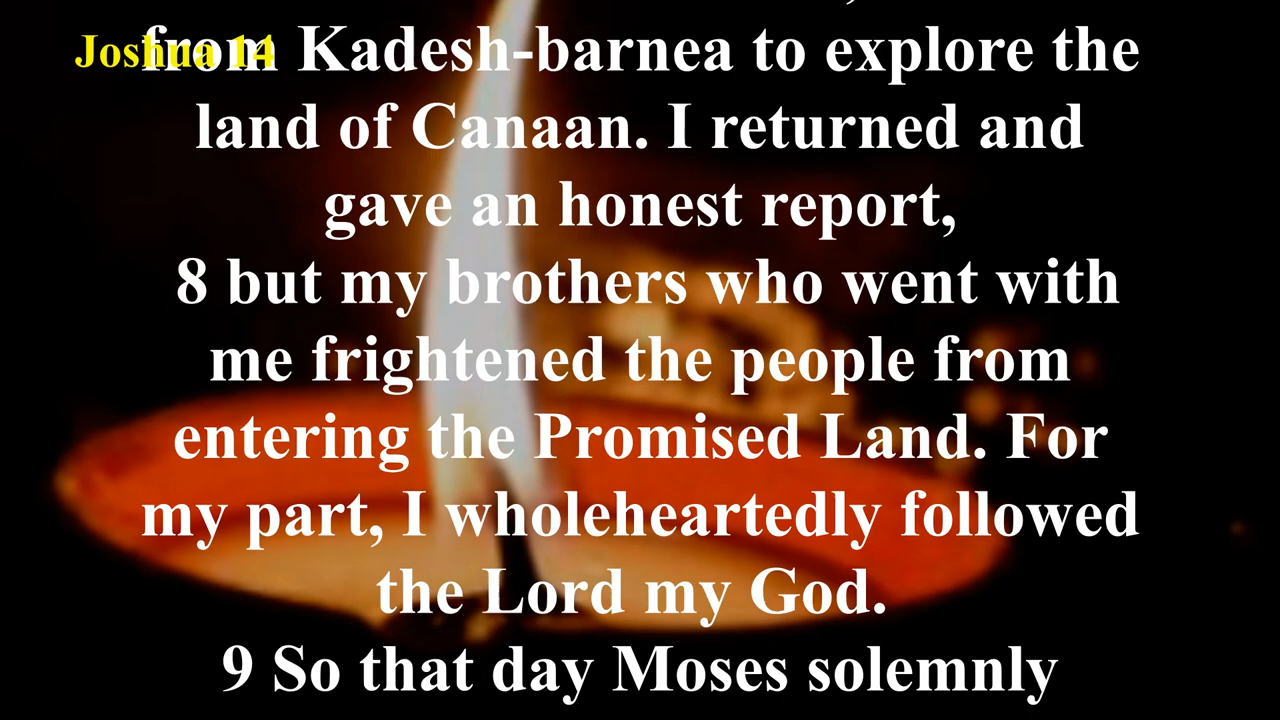 Joshua 14
from Kadesh-barnea to explore the
land of Canaan. I returned and
gave an honest report,
8 but my brothers who went with
me frightened the people from
entering the Promised Land. For
my part, I wholeheartedly followed
the Lord my God.
9 So that day Moses solemnly